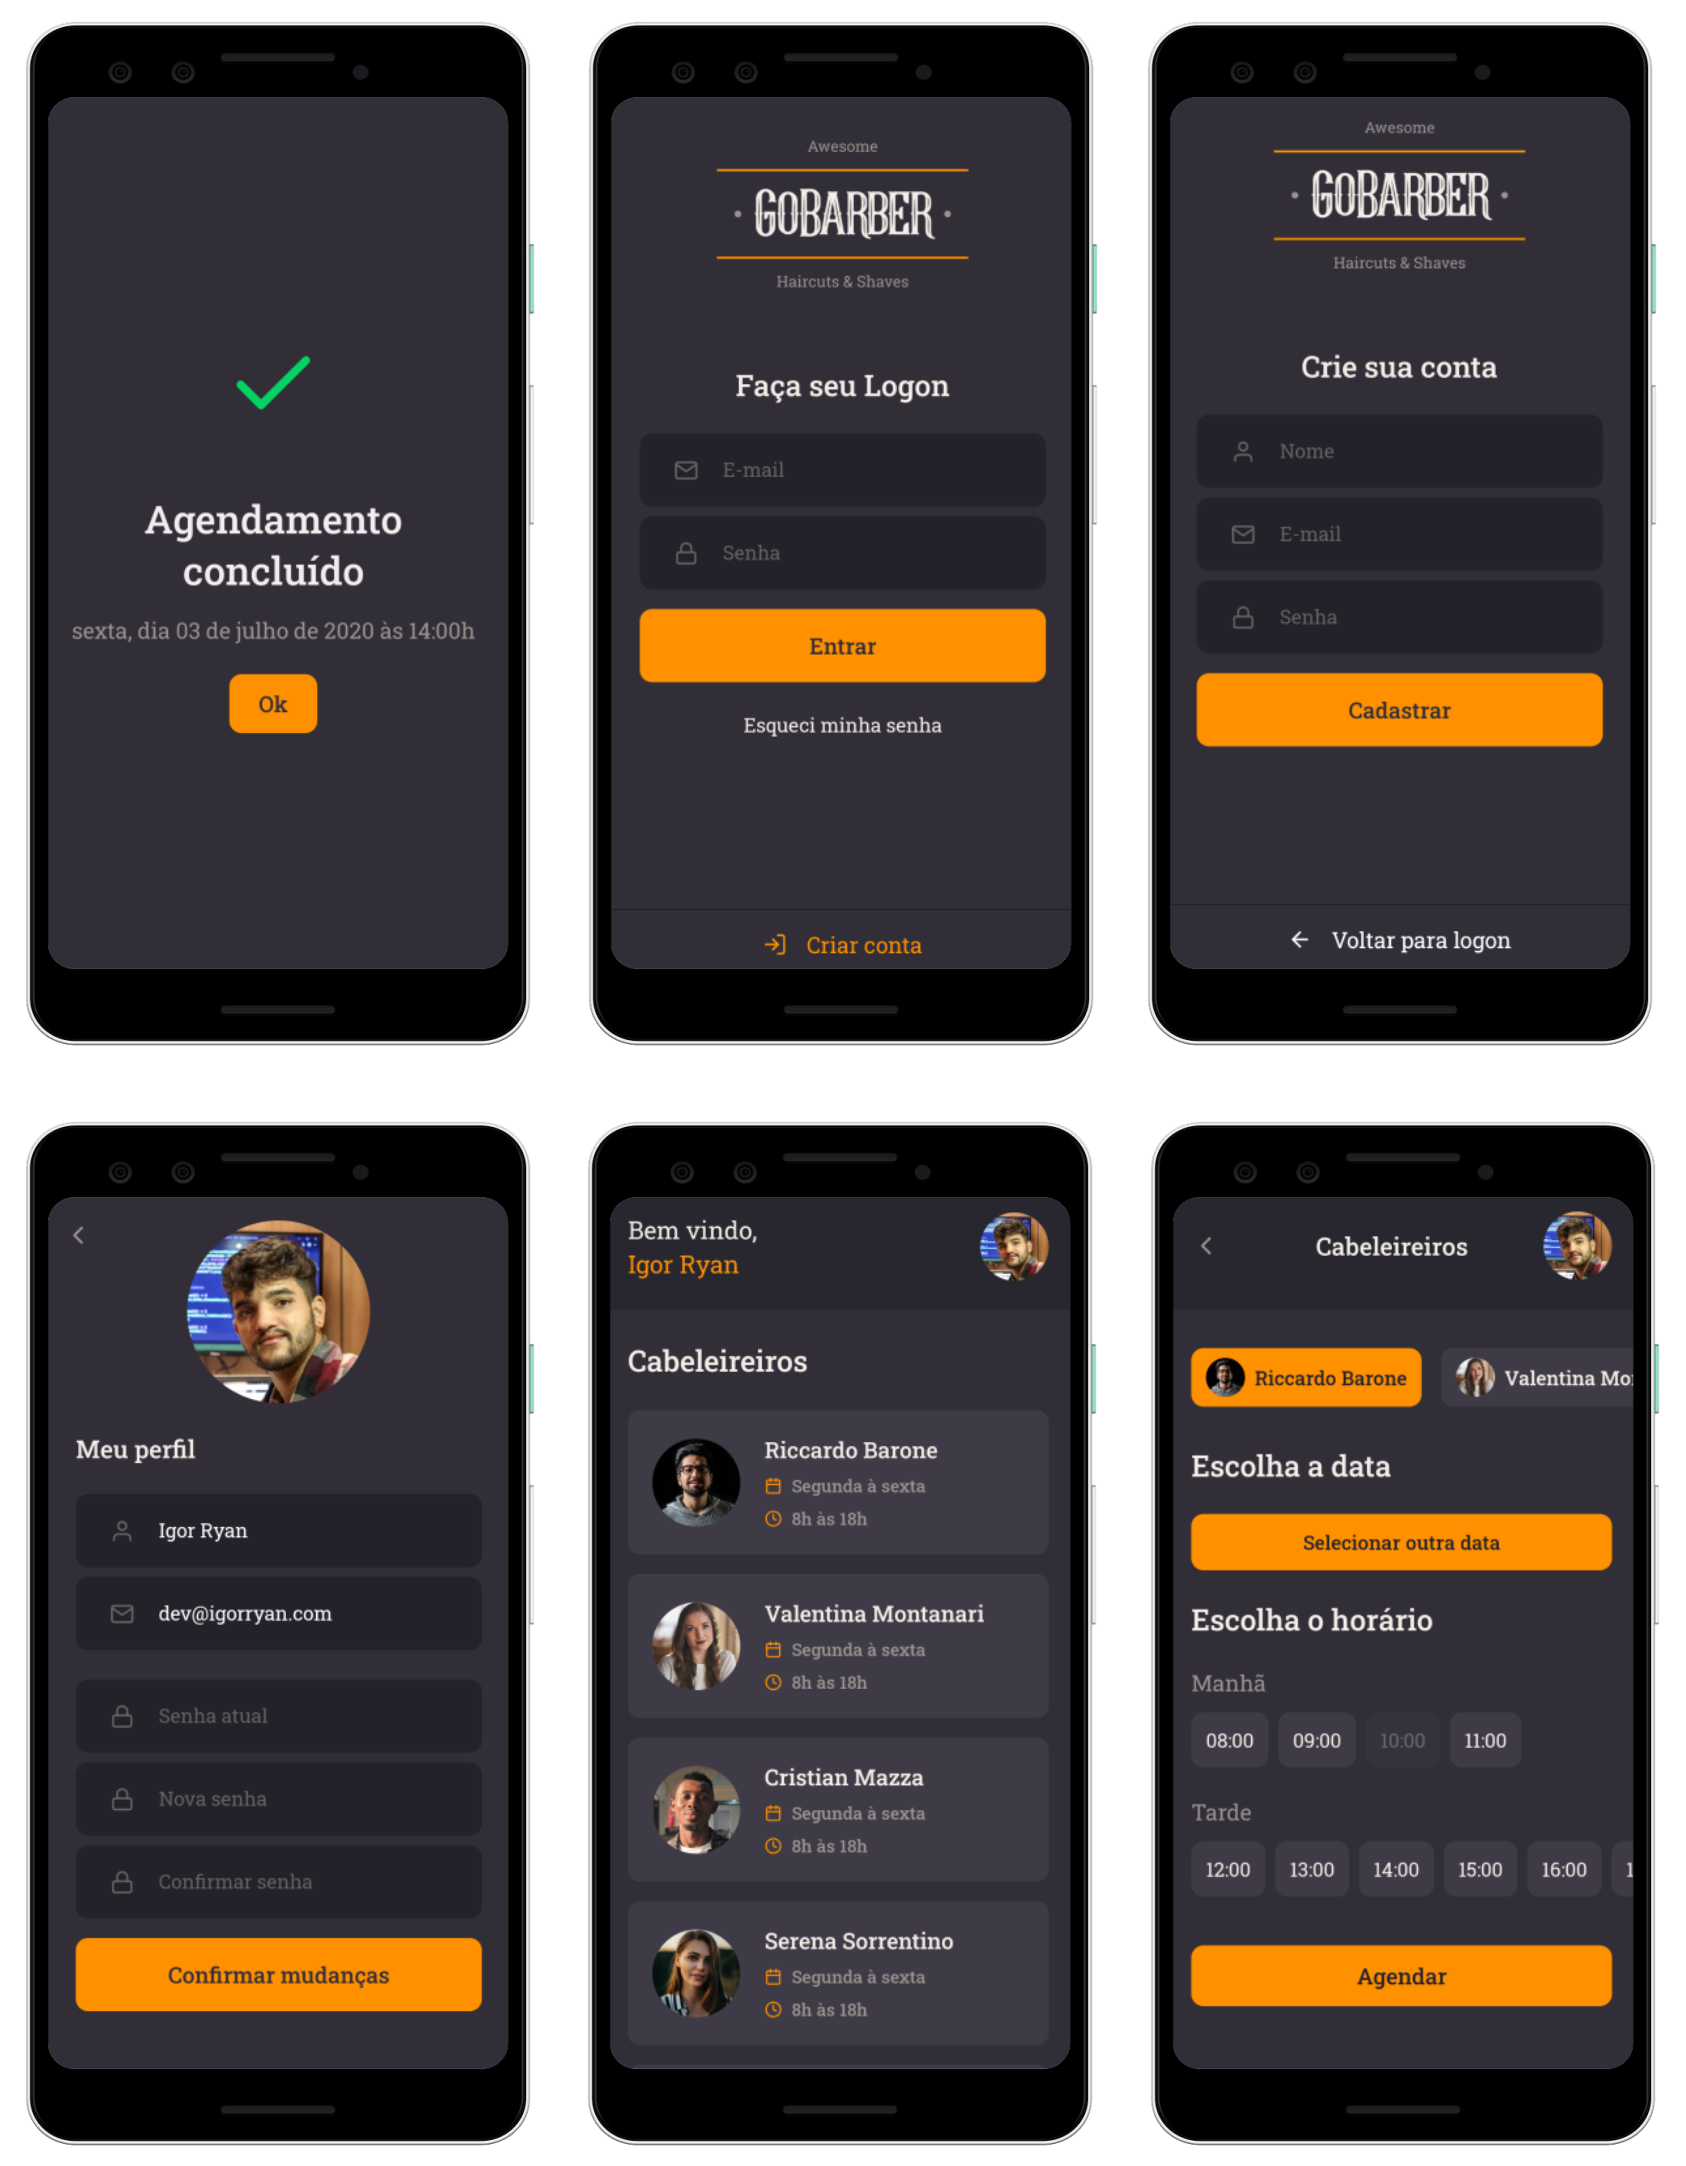 Agendamento
concluído
sexta, dia 03 de julho de 2020 às 14:00h
Ok
Awesome
GOBARBER
Haircuts & Shaves
Faça seu Logon
E-mail
Senha
Entrar
Esqueci minha senha
Criar conta
Awesome
GOBARBER
Haircuts & Shaves
Crie sua conta
Nome
E-mail
Senha
Cadastrar
Voltar para logon
Meu perfil
Igor Ryan
dev@igorryan.com
Senha atual
Nova senha
Confirmar senha
Confirmar mudanças
Bem vindo,
Igor Ryan
Cabeleireiros
Riccardo Barone
Segunda à sexta
8h às 18h
Valentina Montanari
Segunda à sexta
8h às 18h
Cristian Mazza
Segunda à sexta
8h às 18h
Serena Sorrentino
Segunda à sexta
8h às 18h
Cabeleireiros
Riccardo Barone
Valentina Mo
Escolha a data
Selecionar outra data
Escolha o horário
Manhã
08:00 09:00 10:00 11:00
Tarde
12:00 13:00 14:00 15:00 16:00 1
Agendar